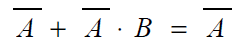 A̅ + A̅ · B = A̅